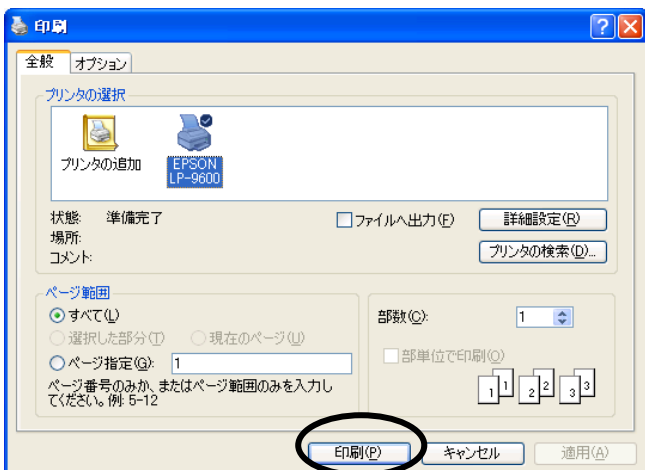 印刷
全般 オプション
プリンタの選択
プリンタの追加
EPSON
LP-9600
状態: 準備完了
場所:
コメント:
ファイルへ出力(F)
詳細設定(R)
プリンタの検索(D)...
ページ範囲
すべて(L)
選択した部分(T) 現在のページ(U)
ページ指定(G): 1
ページ番号のみか、またはページ範囲のみを入力し
てください。例: 5-12
部数(C): 1
部単位で印刷(O)
1 1 2 2 3 3
印刷(P) キャンセル 適用(A)